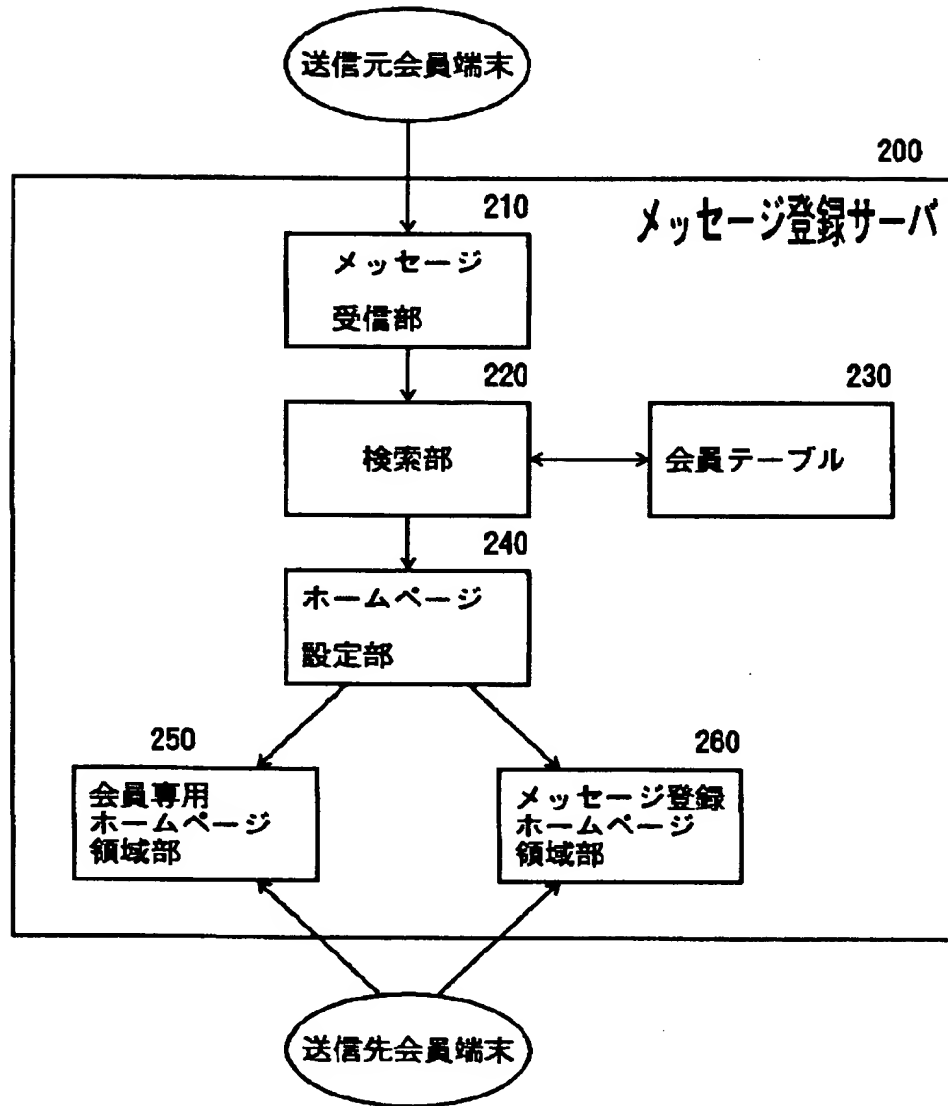 送信元会員端末
200
メッセージ登録サーバ
210
メッセージ
受信部
220
検索部
230
会員テーブル
240
ホームページ
設定部
250
会員専用
ホームページ
領域部
260
メッセージ登録
ホームページ
領域部
送信先会員端末